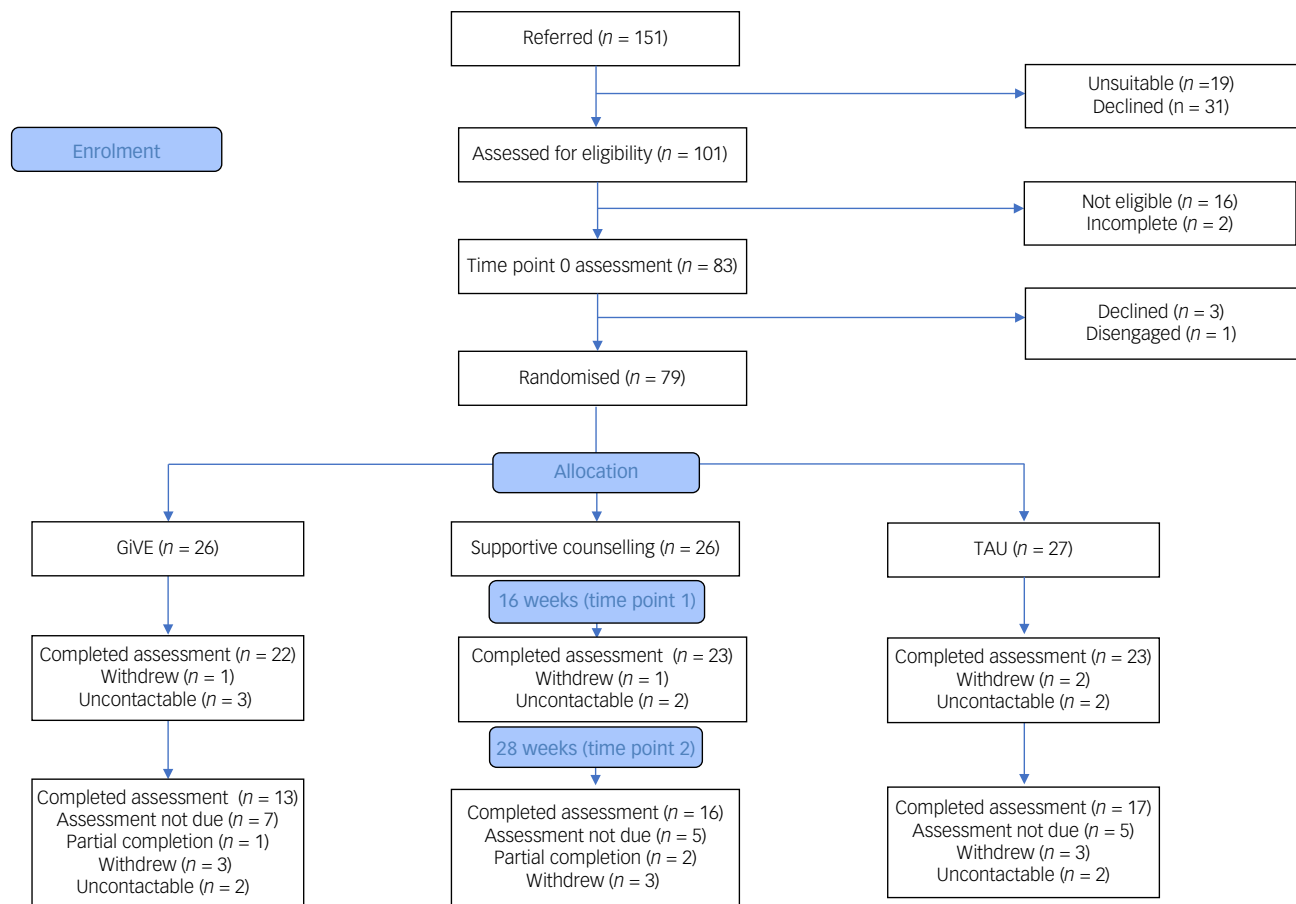 Referred (n = 151)
Unsuitable (n =19)
Declined (n = 31)
Enrolment
Assessed for eligibility (n = 101)
Not eligible (n = 16)
Incomplete (n = 2)
Time point 0 assessment (n = 83)
Declined (n = 3)
Disengaged (n = 1)
Randomised (n = 79)
Allocation
GiVE (n = 26)
Supportive counselling (n = 26)
TAU (n = 27)
16 weeks (time point 1)
Completed assessment (n = 22)
Withdrew (n = 1)
Uncontactable (n = 3)
Completed assessment (n = 23)
Withdrew (n = 1)
Uncontactable (n = 2)
Completed assessment (n = 23)
Withdrew (n = 2)
Uncontactable (n = 2)
28 weeks (time point 2)
Completed assessment (n = 13)
Assessment not due (n = 7)
Partial completion (n = 1)
Withdrew (n = 3)
Uncontactable (n = 2)
Completed assessment (n = 16)
Assessment not due (n = 5)
Partial completion (n = 2)
Withdrew (n = 3)
Completed assessment (n = 17)
Assessment not due (n = 5)
Withdrew (n = 3)
Uncontactable (n = 2)